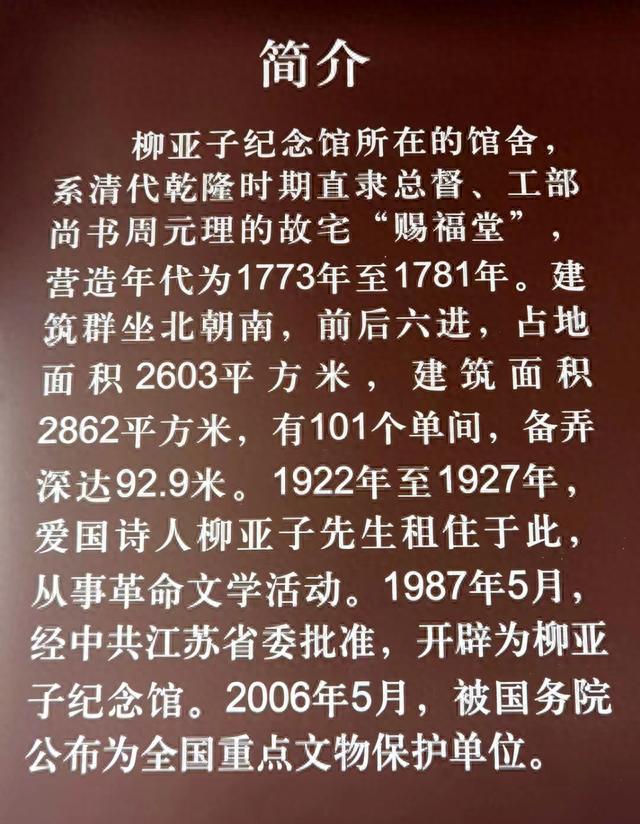 简介
柳亚子纪念馆所在的馆舍，
系清代乾隆时期直隶总督、工部
尚书周元理的故宅“赐福堂”，
营造年代为1773年至1781年。建
筑群坐北朝南，前后六进，占地
面积2603平方米，建筑面积
2862平方米，有101个单间，备弄
深达92.9米。1922年至1927年，
爱国诗人柳亚子先生租住于此，
从事革命文学活动。1987年5月，
经中共江苏省委批准，开辟为柳亚
子纪念馆。2006年5月，被国务院
公布为全国重点文物保护单位。